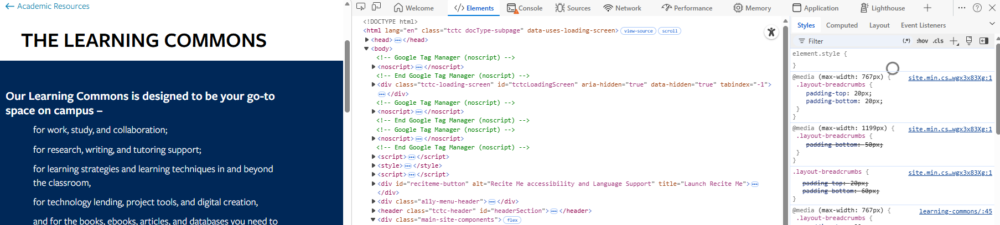 ← Academic Resources
THE LEARNING COMMONS
Our Learning Commons is designed to be your go-to
space on campus –
for work, study, and collaboration;
for research, writing, and tutoring support;
for learning strategies and learning techniques in and beyond
the classroom,
for technology lending, project tools, and digital creation,
and for the books, ebooks, articles, and databases you need to
Welcome
</> Elements
Console
Sources
Network
Performance
Memory
Application
Lighthouse
<!DOCTYPE html>
<html lang="en" class="tctc docType-subpage" data-uses-loading-screen> view-source scroll
<head> </head>
<body>
<!-- Google Tag Manager (noscript) -->
<noscript> </noscript>
<!-- End Google Tag Manager (noscript) -->
<div class="tctc-loading-screen" id="tctcLoadingScreen" aria-hidden="true" data-hidden="true" tabindex="-1">
</div>
<!-- Google Tag Manager (noscript) -->
<noscript> </noscript>
<!-- End Google Tag Manager (noscript) -->
<!-- Google Tag Manager (noscript) -->
<noscript> </noscript>
<!-- End Google Tag Manager (noscript) -->
<script> </script>
<style> </style>
<script> </script>
<div id="reciteme-button" alt="Recite Me accessibility and Language Support" title="Launch Recite Me">
</div>
<div class="a11y-menu-header"> </div>
<header class="tctc-header" id="headerSection"> </header>
<div class="main-site-components"> flex
Styles Computed Layout Event Listeners
Filter (.*) :hov .cls
element.style {
}
@media (max-width: 767px) { site.min.cs…wgx3x83Xg:1
.layout-breadcrumbs {
padding-top: 20px;
padding-bottom: 20px;
}
}
@media (max-width: 1199px) { site.min.cs…wgx3x83Xg:1
.layout-breadcrumbs {
padding-bottom: 50px;
}
}
.layout-breadcrumbs { site.min.cs…wgx3x83Xg:1
padding-top: 20px;
padding-bottom: 60px;
}
@media (max-width: 767px) { learning-commons/:45
.layout-breadcrumbs {